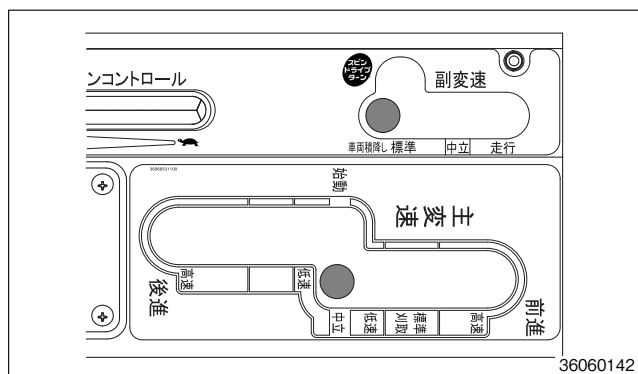 スピン
ドライブ
ターン
ンコントロール
副変速
車両積降し 標準 中立 走行
36060531100
始動
主変速
後進
高速
低速
中立
低速
刈取
標準
高速
前進
36060142